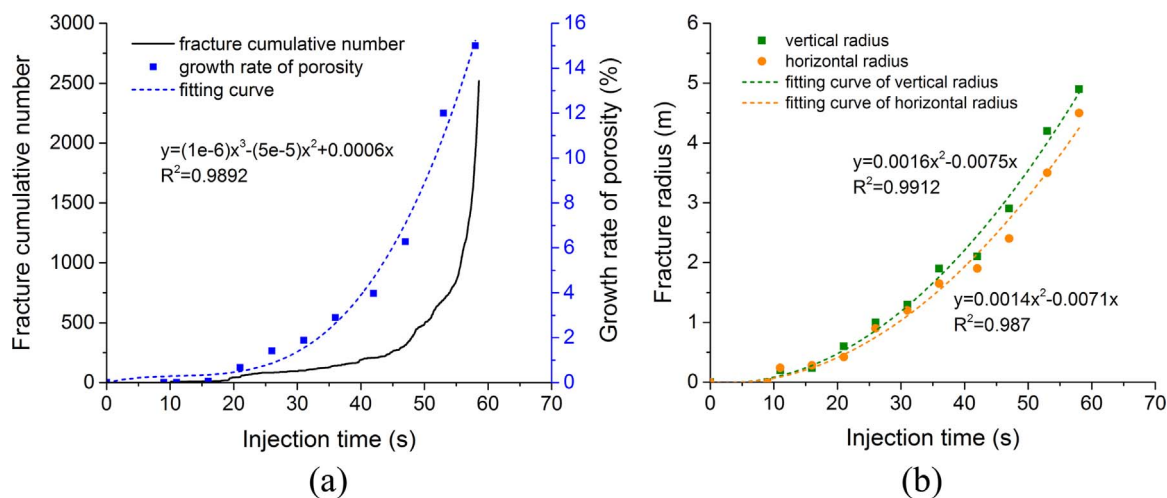 3000
2500
2000
1500
1000
500
0
Fracture cumulative number
fracture cumulative number
growth rate of porosity
fitting curve
y=(1e-6)x³-(5e-5)x²+0.0006x
R²=0.9892
16
14
12
10
8
6
4
2
0
Growth rate of porosity (%)
0 10 20 30 40 50 60 70
Injection time (s)
(a)
6
5
4
3
2
1
0
Fracture radius (m)
vertical radius
horizontal radius
fitting curve of vertical radius
fitting curve of horizontal radius
y=0.0016x²-0.0075x
R²=0.9912
y=0.0014x²-0.0071x
R²=0.987
0 10 20 30 40 50 60 70
Injection time (s)
(b)